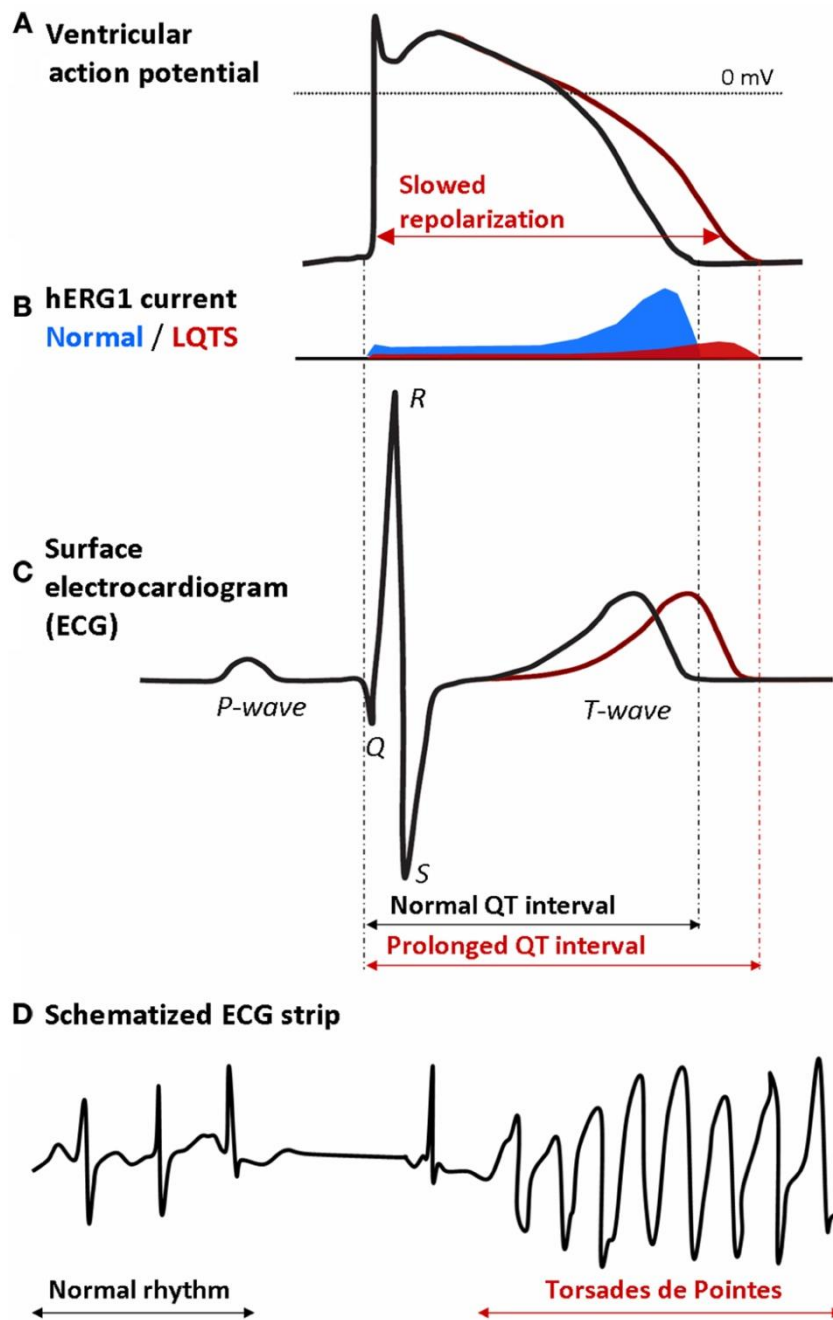 A Ventricular
action potential
0 mV
Slowed
repolarization
B hERG1 current
Normal / LQTS
R
C Surface
electrocardiogram
(ECG)
P-wave
Q
T-wave
S
Normal QT interval
Prolonged QT interval
D Schematized ECG strip
Normal rhythm
Torsades de Pointes